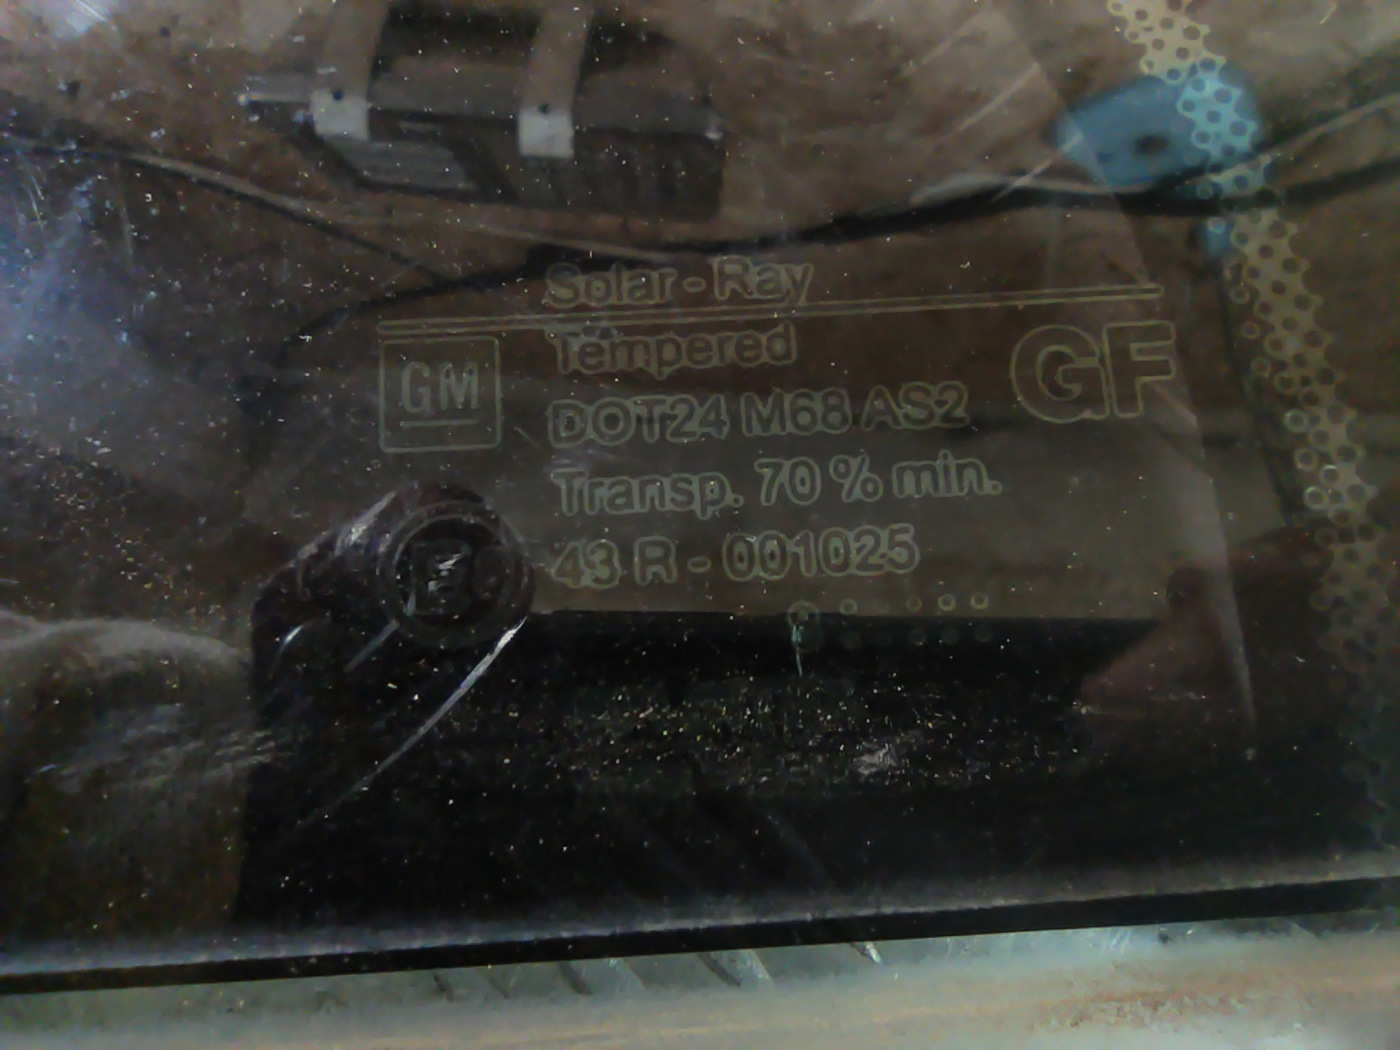 Solar - Ray
Tempered
GM
GF
DOT24 M68 AS2
Transp. 70 % min.
43 R - 001025